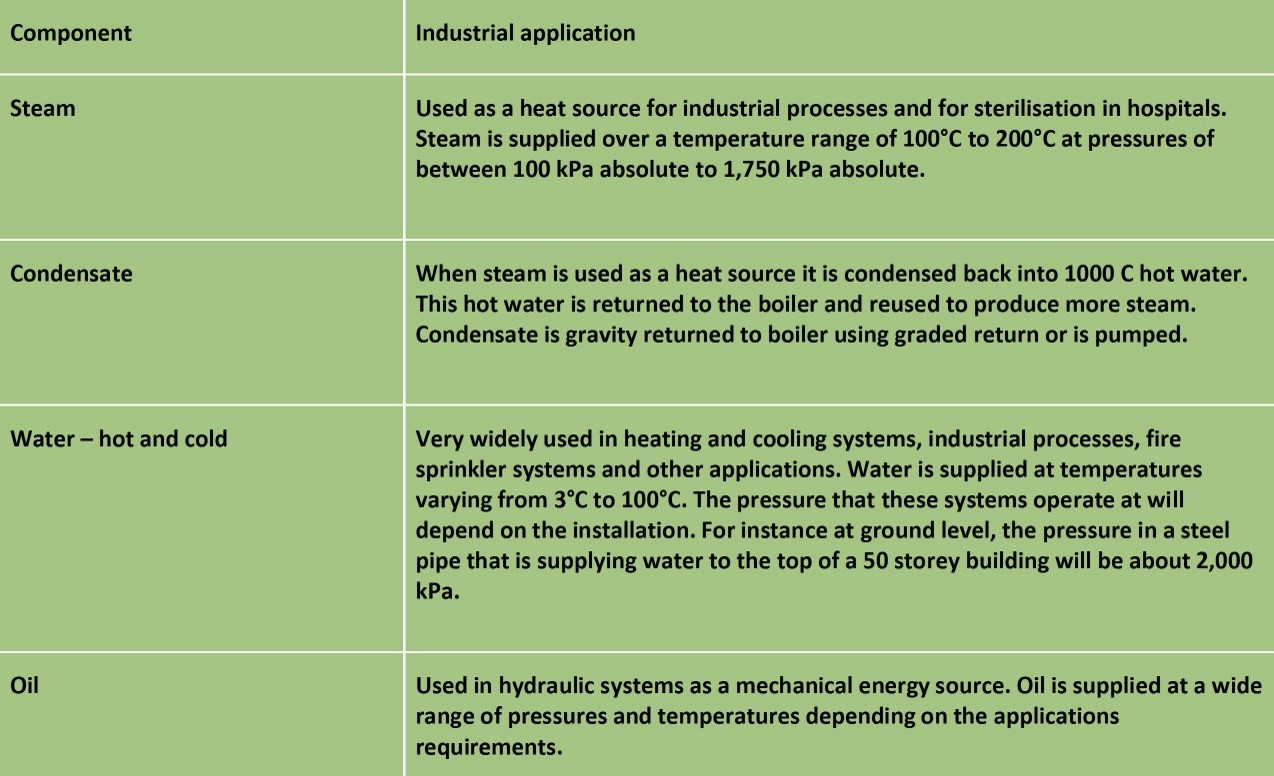 Component
Industrial application
Steam
Used as a heat source for industrial processes and for sterilisation in hospitals.
Steam is supplied over a temperature range of 100°C to 200°C at pressures of
between 100 kPa absolute to 1,750 kPa absolute.
Condensate
When steam is used as a heat source it is condensed back into 1000 C hot water.
This hot water is returned to the boiler and reused to produce more steam.
Condensate is gravity returned to boiler using graded return or is pumped.
Water – hot and cold
Very widely used in heating and cooling systems, industrial processes, fire
sprinkler systems and other applications. Water is supplied at temperatures
varying from 3°C to 100°C. The pressure that these systems operate at will
depend on the installation. For instance at ground level, the pressure in a steel
pipe that is supplying water to the top of a 50 storey building will be about 2,000
kPa.
Oil
Used in hydraulic systems as a mechanical energy source. Oil is supplied at a wide
range of pressures and temperatures depending on the applications
requirements.